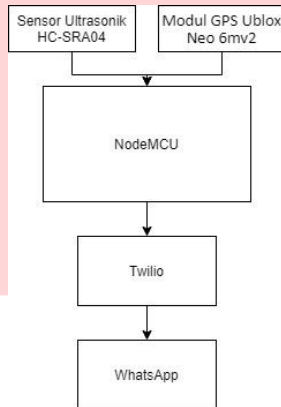 Sensor Ultrasonik
HC-SRA04
Modul GPS Ublox
Neo 6mv2
NodeMCU
Twilio
WhatsApp